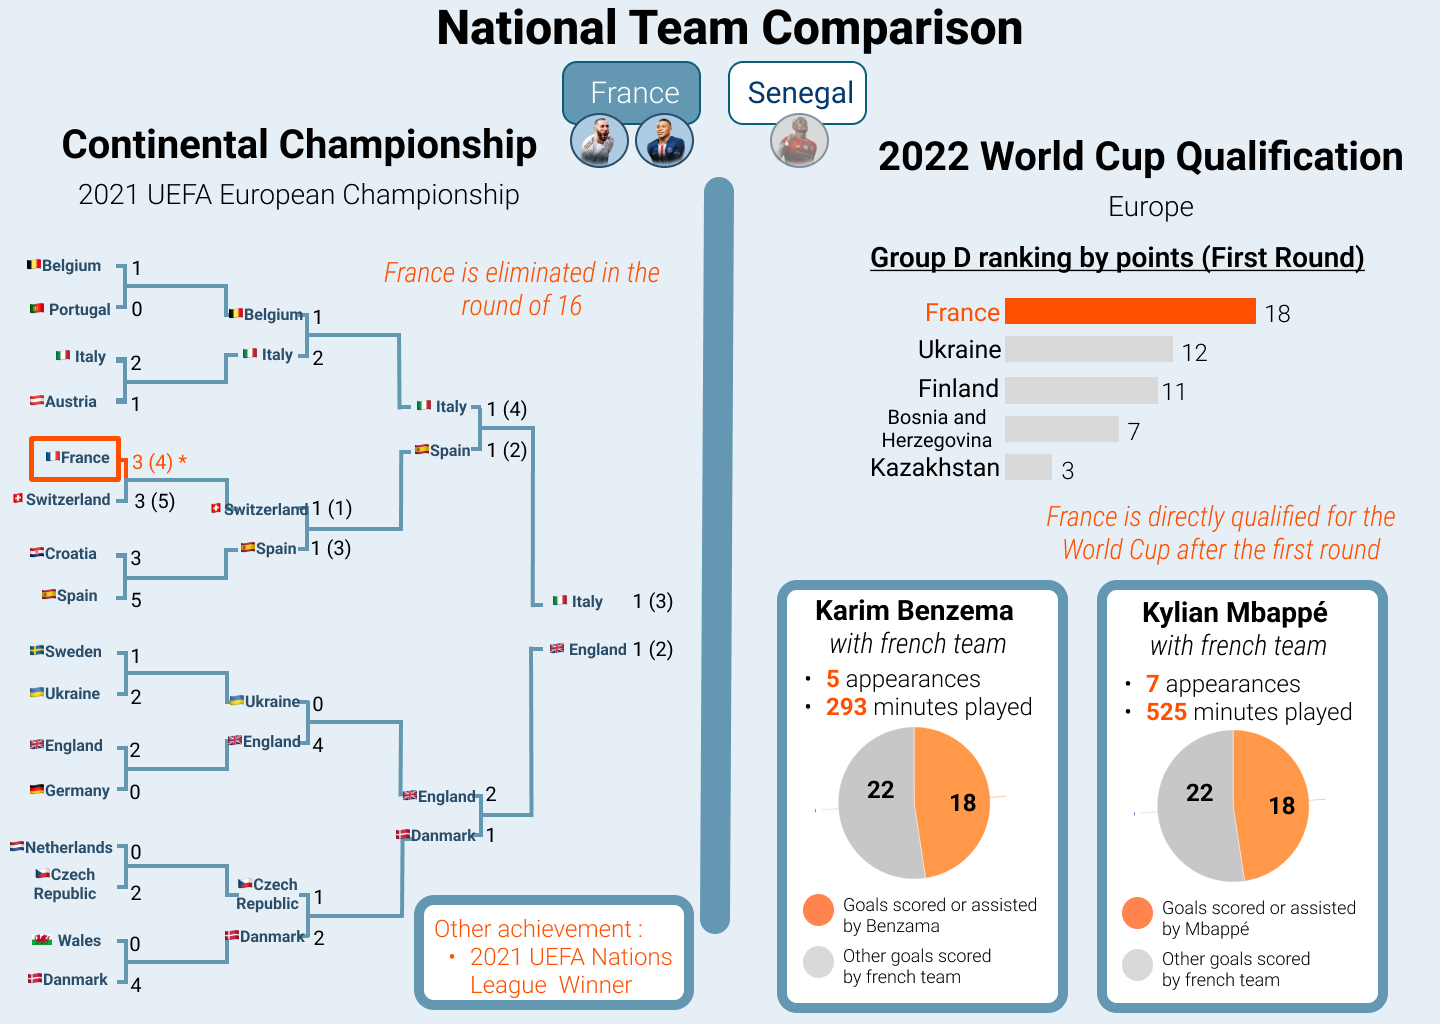 National Team Comparison
France
Senegal
Continental Championship
2021 UEFA European Championship
France is eliminated in the
round of 16
Belgium 1
Portugal 0
Italy 2
Austria 1
France 3 (4) *
Switzerland 3 (5)
Croatia 3
Spain 5
Sweden 1
Ukraine 2
England 2
Germany 0
Netherlands 0
Czech
Republic 2
Wales 0
Danmark 4
Belgium 1
Italy 2
Switzerland 1 (1)
Spain 1 (3)
Ukraine 0
England 4
Czech
Republic 1
Danmark 2
Italy 1 (4)
Spain 1 (2)
England 2
Danmark 1
Italy 1 (3)
England 1 (2)
Other achievement :
• 2021 UEFA Nations
League Winner
2022 World Cup Qualification
Europe
Group D ranking by points (First Round)
France 18
Ukraine 12
Finland 11
Bosnia and
Herzegovina 7
Kazakhstan 3
France is directly qualified for the
World Cup after the first round
Karim Benzema
with french team
• 5 appearances
• 293 minutes played
22
18
Goals scored or assisted
by Benzama
Other goals scored
by french team
Kylian Mbappé
with french team
• 7 appearances
• 525 minutes played
22
18
Goals scored or assisted
by Mbappé
Other goals scored
by french team